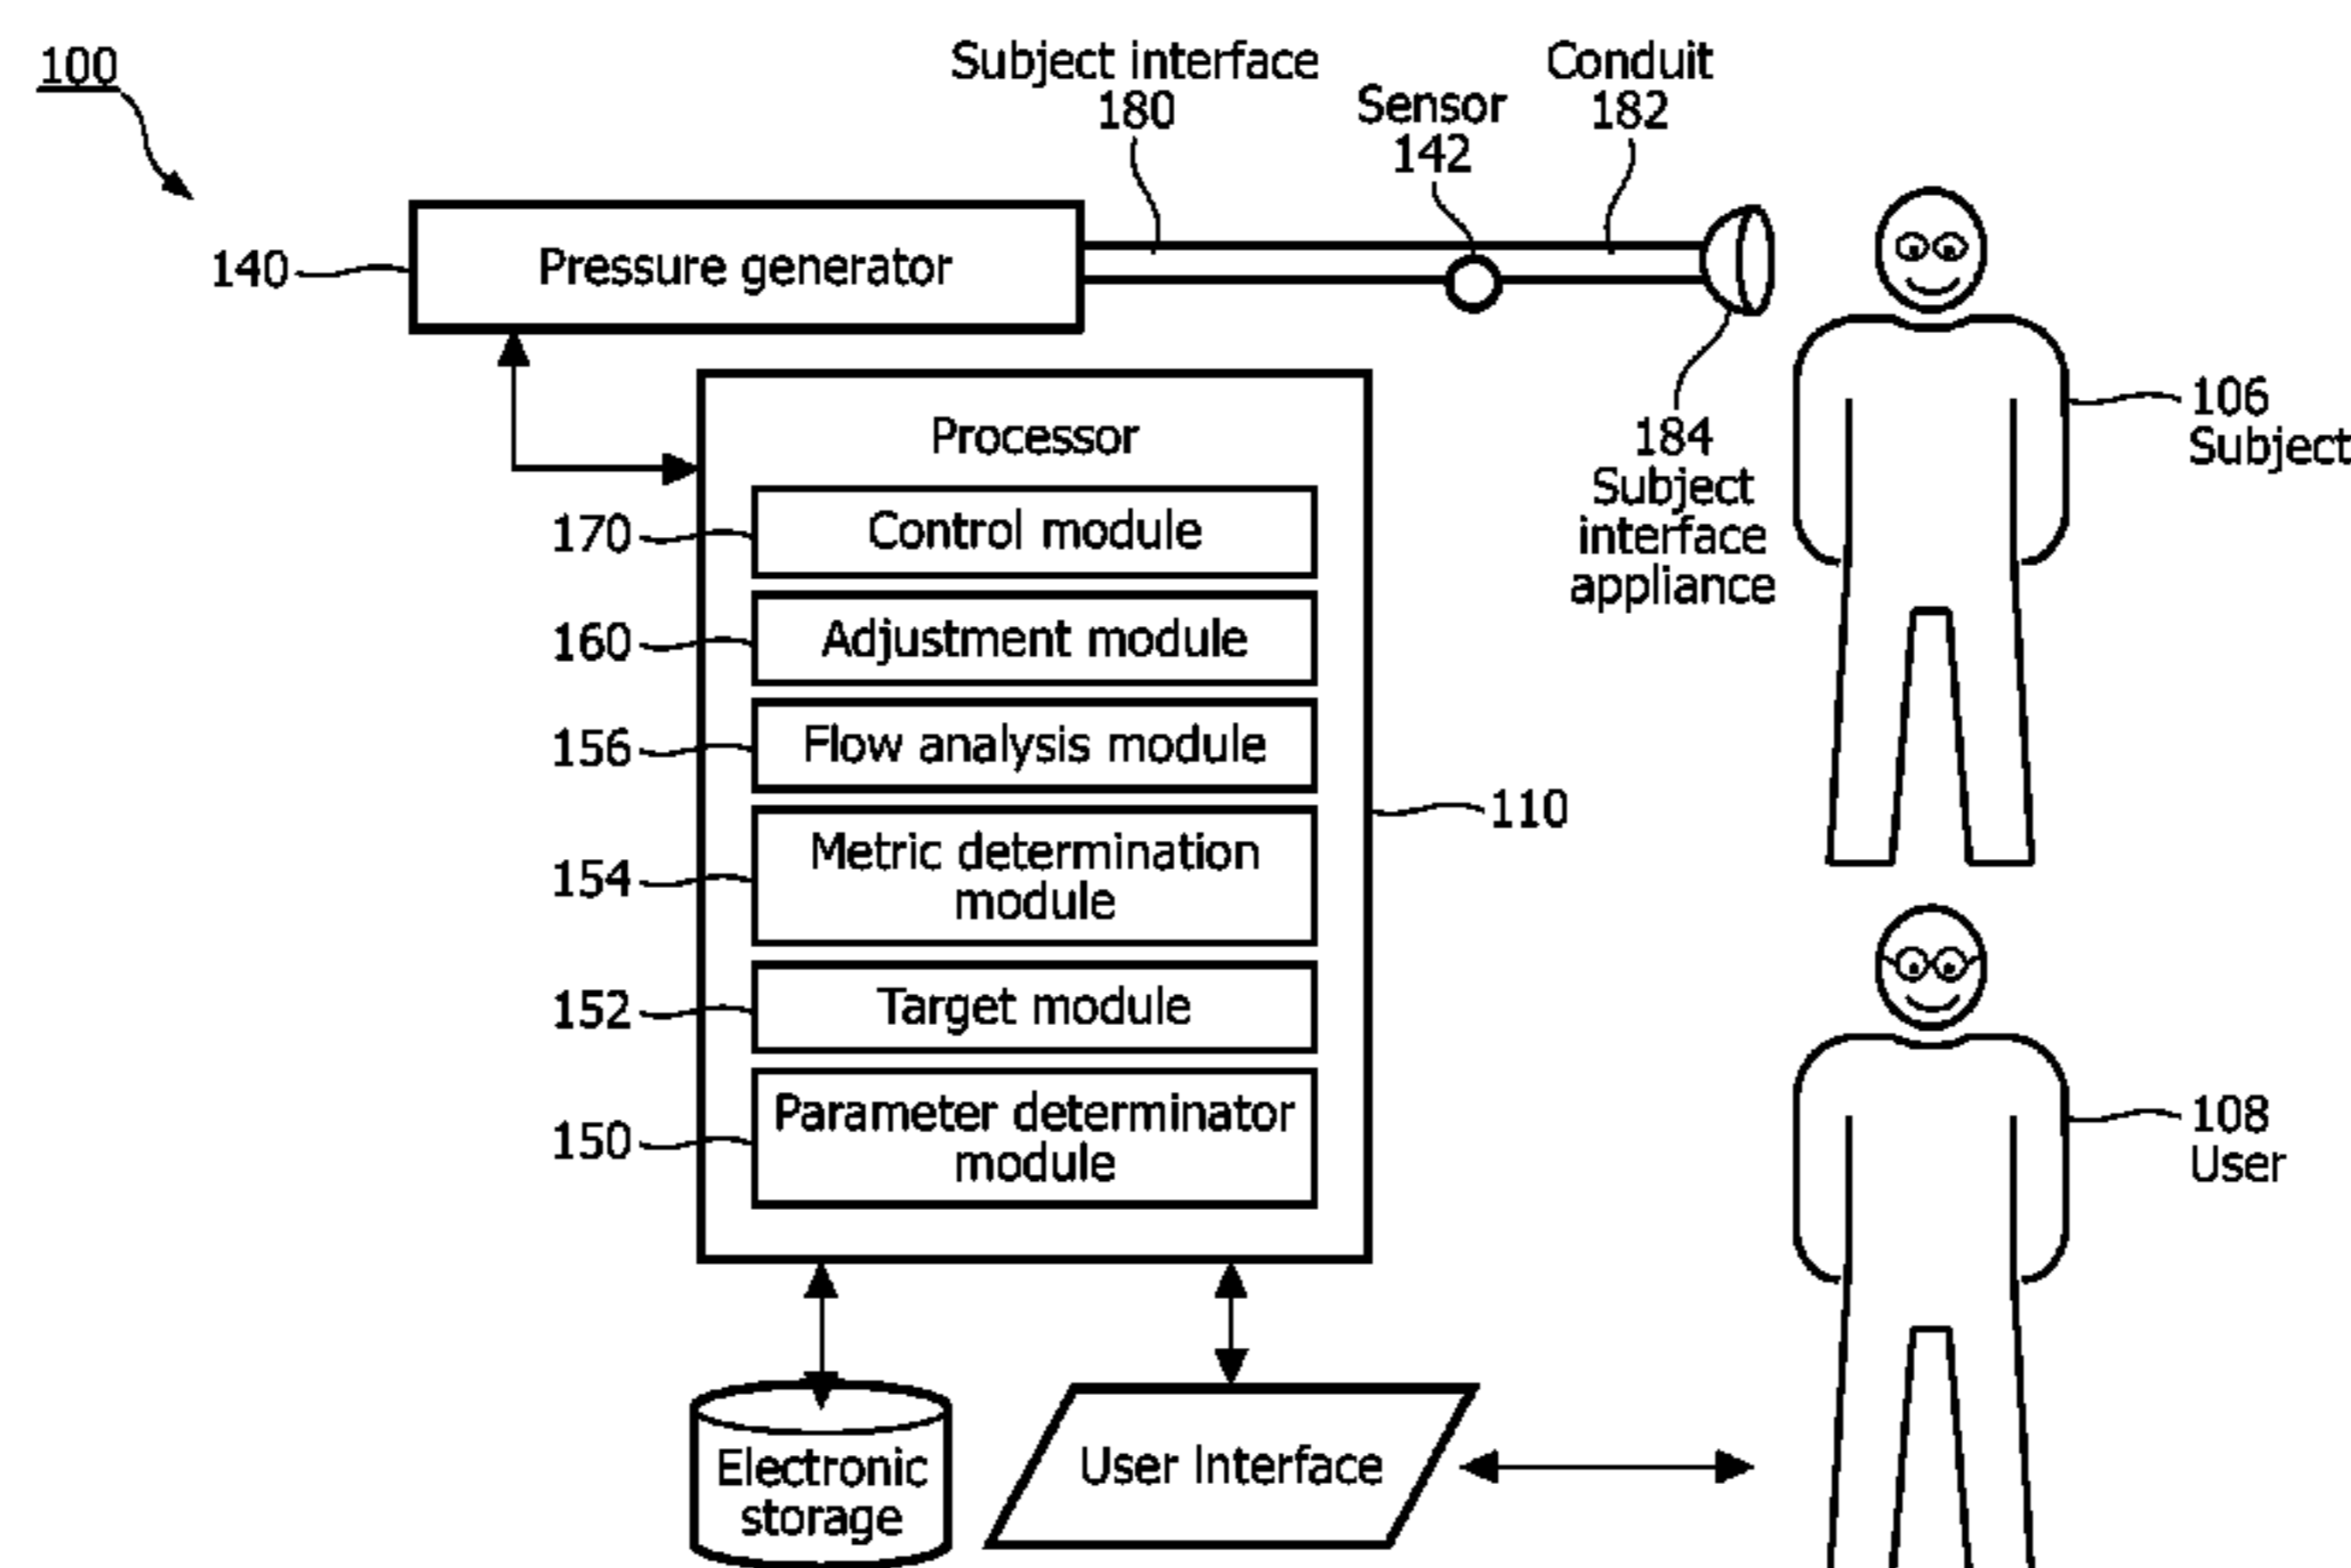 100
Subject interface
180
Sensor
142
Conduit
182
140
Pressure generator
184
Subject
interface
appliance
106
Subject
Processor
170
Control module
160
Adjustment module
156
Flow analysis module
154
Metric determination
module
110
152
Target module
150
Parameter determinator
module
108
User
Electronic
storage
User Interface